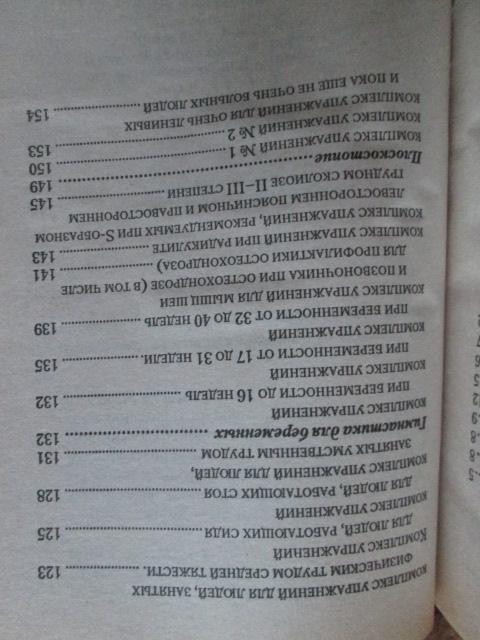 КОМПЛЕКС УПРАЖНЕНИЙ ДЛЯ ЛЮДЕЙ, ЗАНЯТЫХ
ФИЗИЧЕСКИМ ТРУДОМ СРЕДНЕЙ ТЯЖЕСТИ. .................. 123
КОМПЛЕКС УПРАЖНЕНИЙ
ДЛЯ ЛЮДЕЙ, РАБОТАЮЩИХ СИДЯ .................. 125
КОМПЛЕКС УПРАЖНЕНИЙ
ДЛЯ ЛЮДЕЙ, РАБОТАЮЩИХ СТОЯ .................. 128
КОМПЛЕКС УПРАЖНЕНИЙ ДЛЯ ЛЮДЕЙ,
ЗАНЯТЫХ УМСТВЕННЫМ ТРУДОМ .................. 131
Гимнастика для беременных .................. 132
КОМПЛЕКС УПРАЖНЕНИЙ
ПРИ БЕРЕМЕННОСТИ ДО 16 НЕДЕЛЬ .................. 132
КОМПЛЕКС УПРАЖНЕНИЙ
ПРИ БЕРЕМЕННОСТИ ОТ 17 ДО 31 НЕДЕЛИ. .................. 135
КОМПЛЕКС УПРАЖНЕНИЙ
ПРИ БЕРЕМЕННОСТИ ОТ 32 ДО 40 НЕДЕЛЬ .................. 139
КОМПЛЕКС УПРАЖНЕНИЙ ДЛЯ МЫШЦ ШЕИ
И ПОЗВОНОЧНИКА ПРИ ОСТЕОХОНДРОЗЕ (В ТОМ ЧИСЛЕ
ДЛЯ ПРОФИЛАКТИКИ ОСТЕОХОНДРОЗА) .................. 141
КОМПЛЕКС УПРАЖНЕНИЙ ПРИ РАДИКУЛИТЕ .................. 143
КОМПЛЕКС УПРАЖНЕНИЙ, РЕКОМЕНДУЕМЫХ ПРИ S-ОБРАЗНОМ
ЛЕВОСТОРОННЕМ ПОЯСНИЧНОМ И ПРАВОСТОРОННЕМ
ГРУДНОМ СКОЛИОЗЕ II–III СТЕПЕНИ .................. 145
Плоскостопие .................. 149
КОМПЛЕКС УПРАЖНЕНИЙ № 1 .................. 150
КОМПЛЕКС УПРАЖНЕНИЙ № 2 .................. 153
КОМПЛЕКС УПРАЖНЕНИЙ ДЛЯ ОЧЕНЬ ЛЕНИВЫХ
И ПОКА ЕЩЕ НЕ ОЧЕНЬ БОЛЬНЫХ ЛЮДЕЙ .................. 154